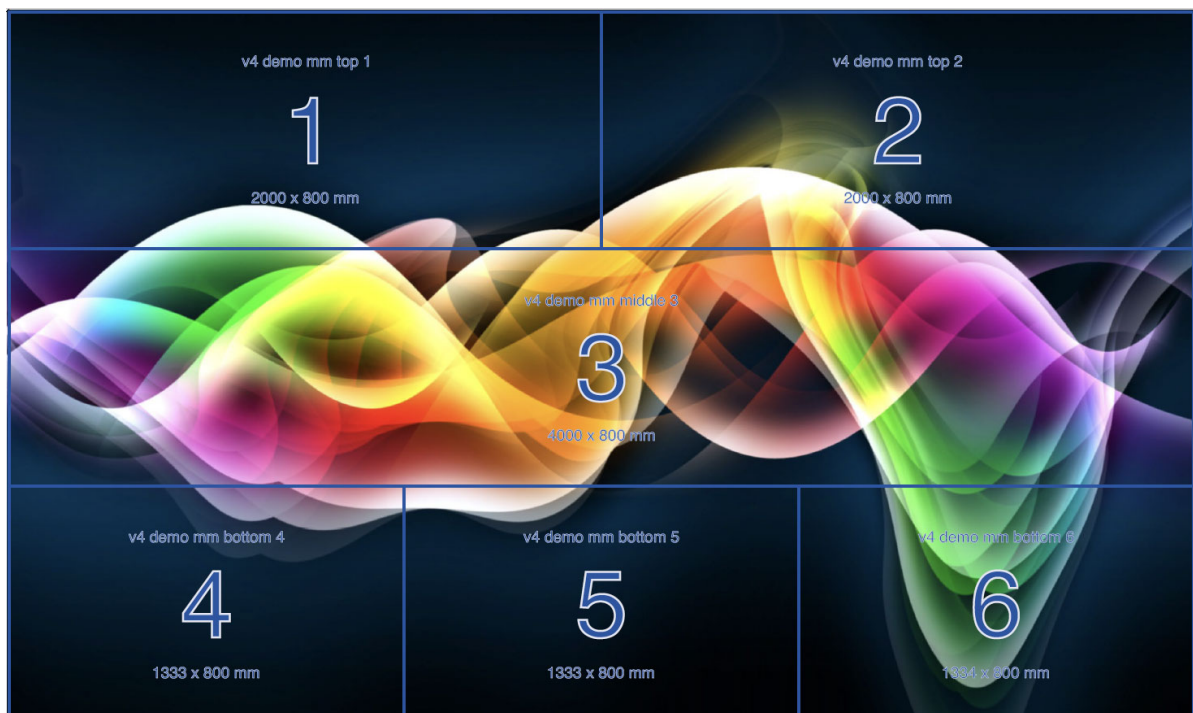 v4 demo mm top 1
1
2000 x 800 mm
v4 demo mm top 2
2
2000 x 800 mm
v4 demo mm middle 3
3
4000 x 800 mm
v4 demo mm bottom 4
4
1333 x 800 mm
v4 demo mm bottom 5
5
1333 x 800 mm
v4 demo mm bottom 6
6
1334 x 800 mm